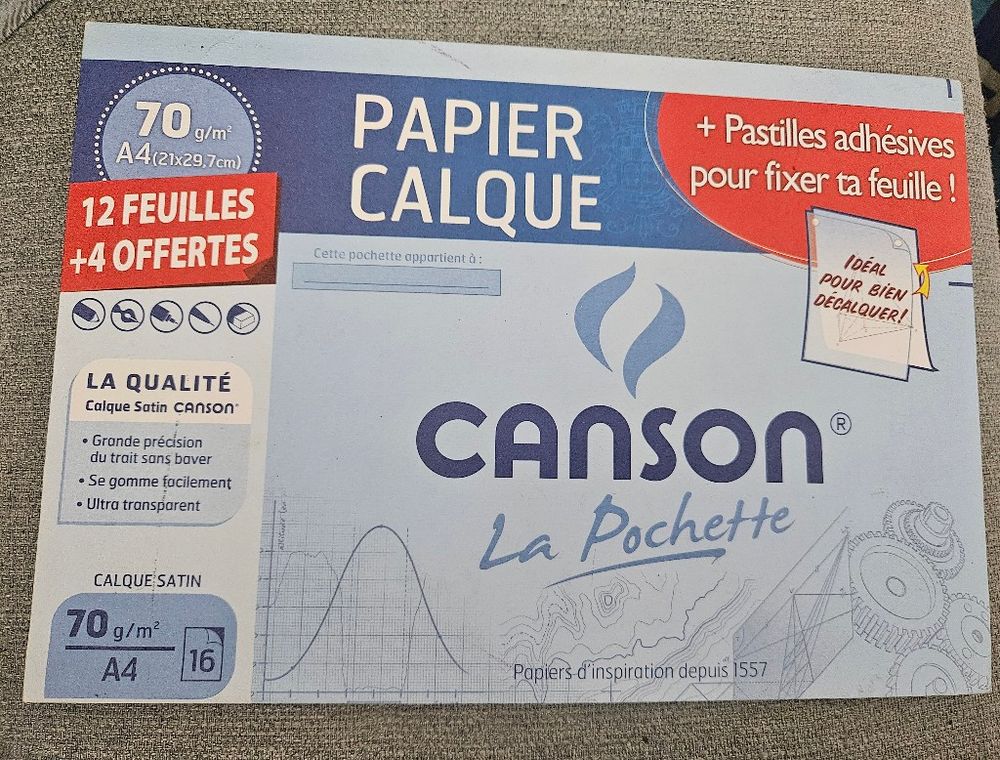 70 g/m²
A4(21x29,7cm)
12 FEUILLES
+4 OFFERTES
PAPIER
CALQUE
+ Pastilles adhésives
pour fixer ta feuille !
IDÉAL
POUR BIEN
DÉCALQUER!
Cette pochette appartient à :
LA QUALITÉ
Calque Satin CANSON
• Grande précision
du trait sans baver
• Se gomme facilement
• Ultra transparent
CALQUE SATIN
70 g/m²
A4
16
CANSON®
La Pochette
Papiers d'inspiration depuis 1557